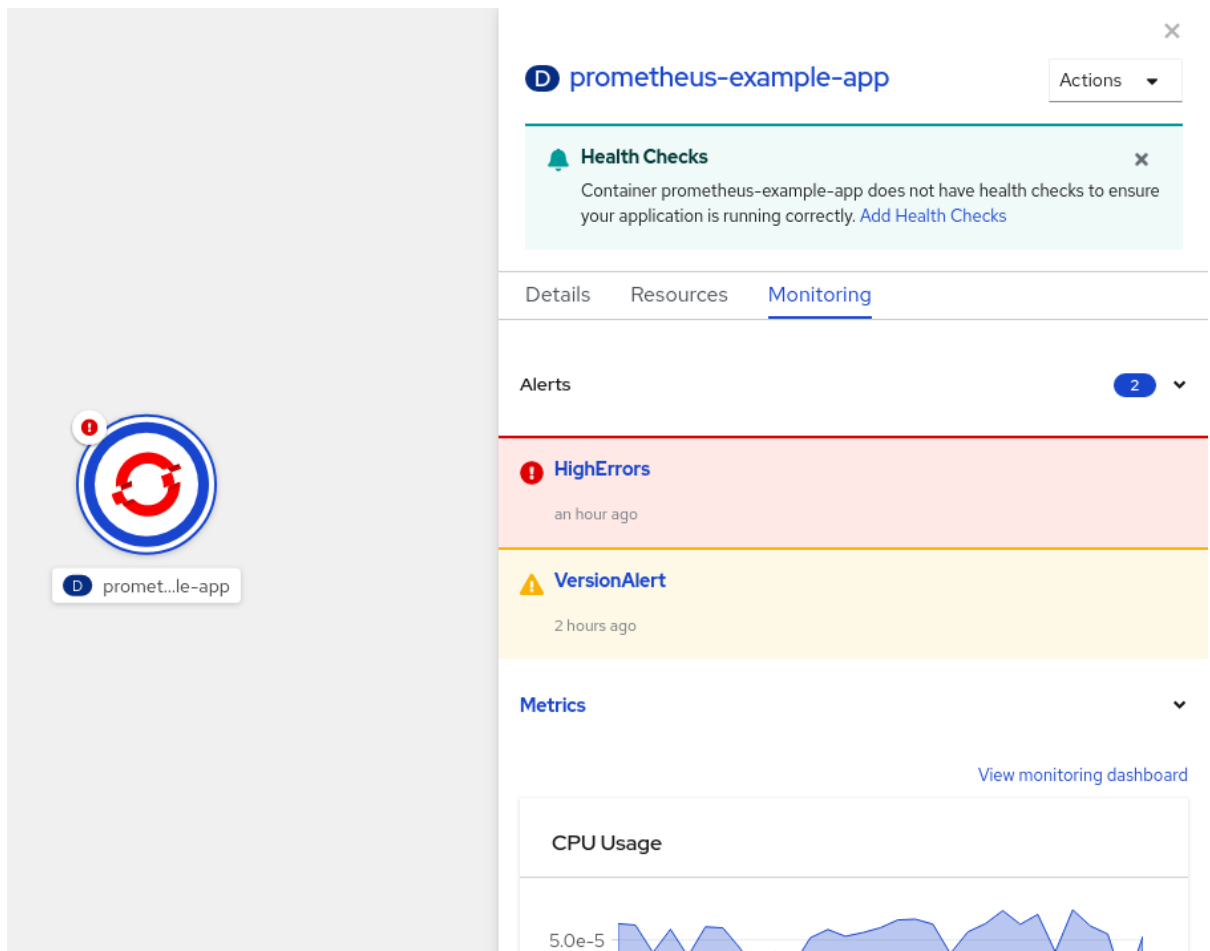 D prometheus-example-app
Actions
Health Checks
Container prometheus-example-app does not have health checks to ensure
your application is running correctly. Add Health Checks
Details Resources Monitoring
Alerts
2
HighErrors
an hour ago
VersionAlert
2 hours ago
D promet...le-app
Metrics
View monitoring dashboard
CPU Usage
5.0e-5